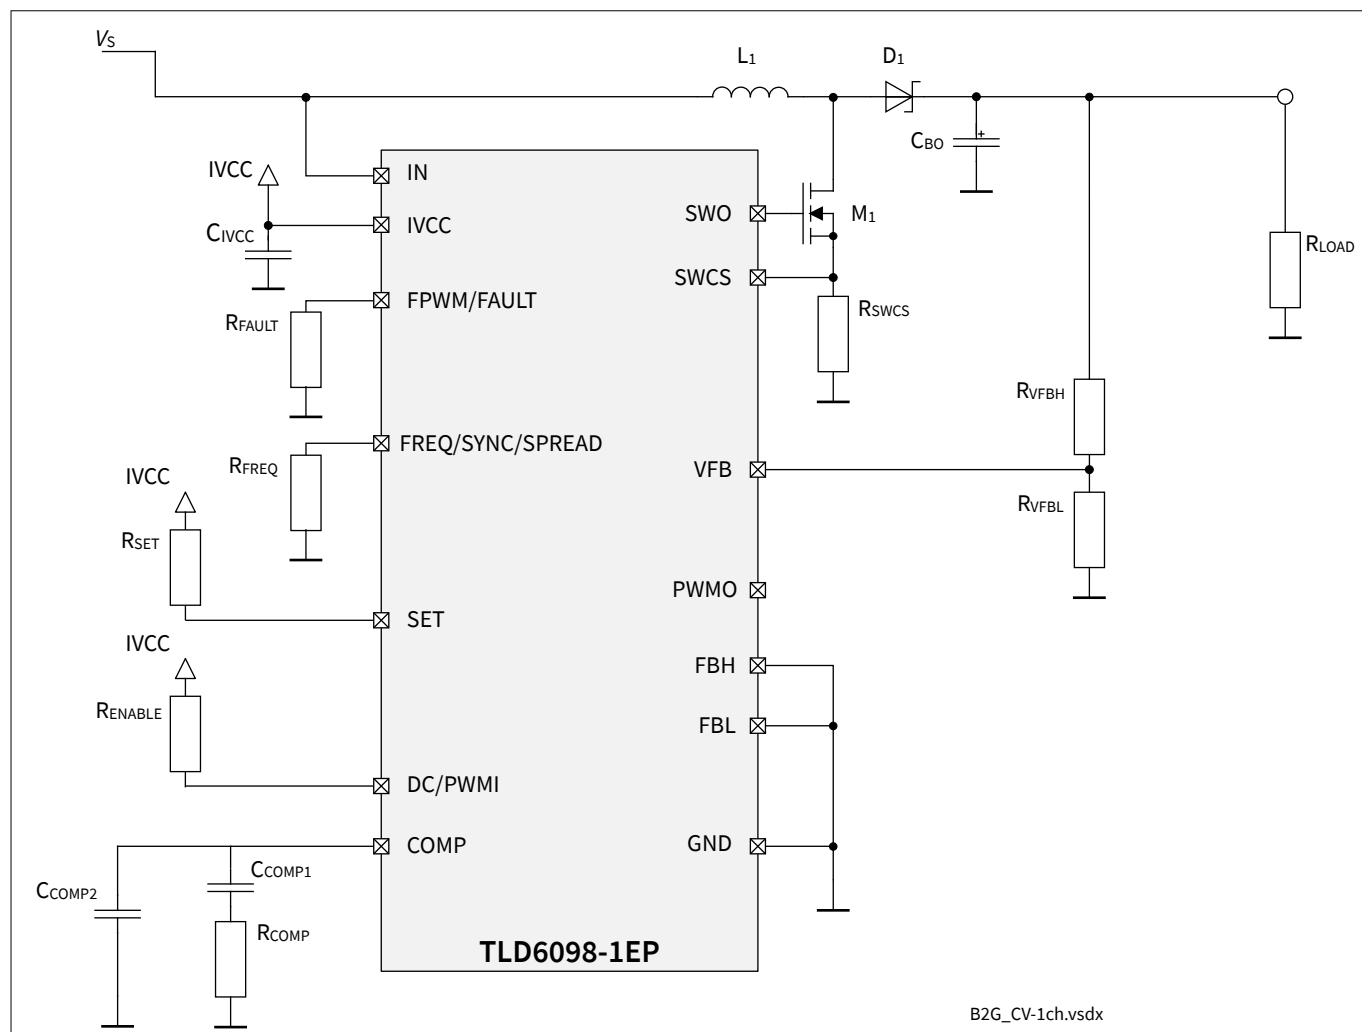 VS
L1
D1
CBO
IVCC
IN
CIVCC
IVCC
SWO
M1
RLOAD
SWCS
RSWCS
RFAULT
FPWM/FAULT
RVFBH
FREQ/SYNC/SPREAD
RFREQ
VFB
IVCC
RVFBL
RSET
PWMO
SET
IVCC
FBH
RENABLE
FBL
DC/PWMI
COMP
GND
CCOMP1
CCOMP2
RCOMP
TLD6098-1EP
B2G_CV-1ch.vsdx